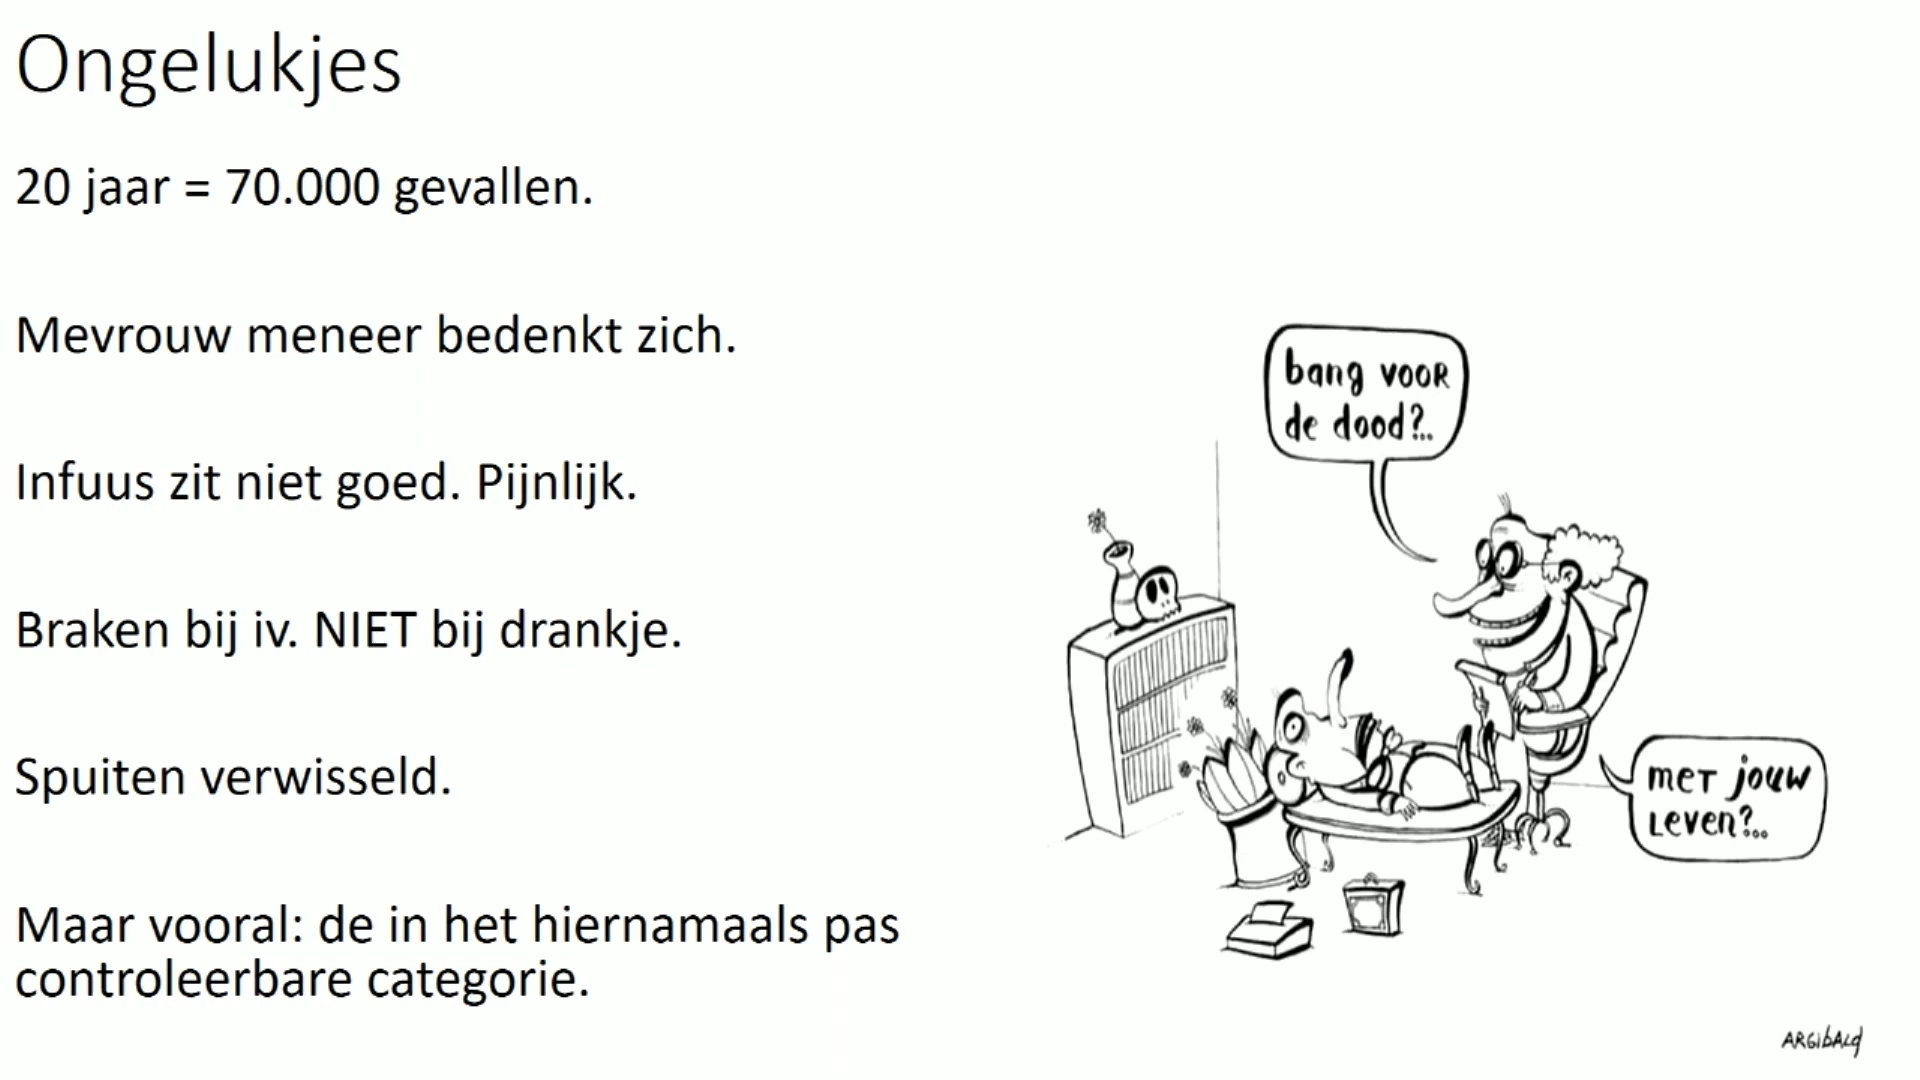 Ongelukjes
20 jaar = 70.000 gevallen.
Mevrouw meneer bedenkt zich.
Infuus zit niet goed. Pijnlijk.
Braken bij iv. NIET bij drankje.
Spuiten verwisseld.
Maar vooral: de in het hiernamaals pas
controleerbare categorie.
bang voor
de dood?..
met jouw
leven?...
ARGibALd